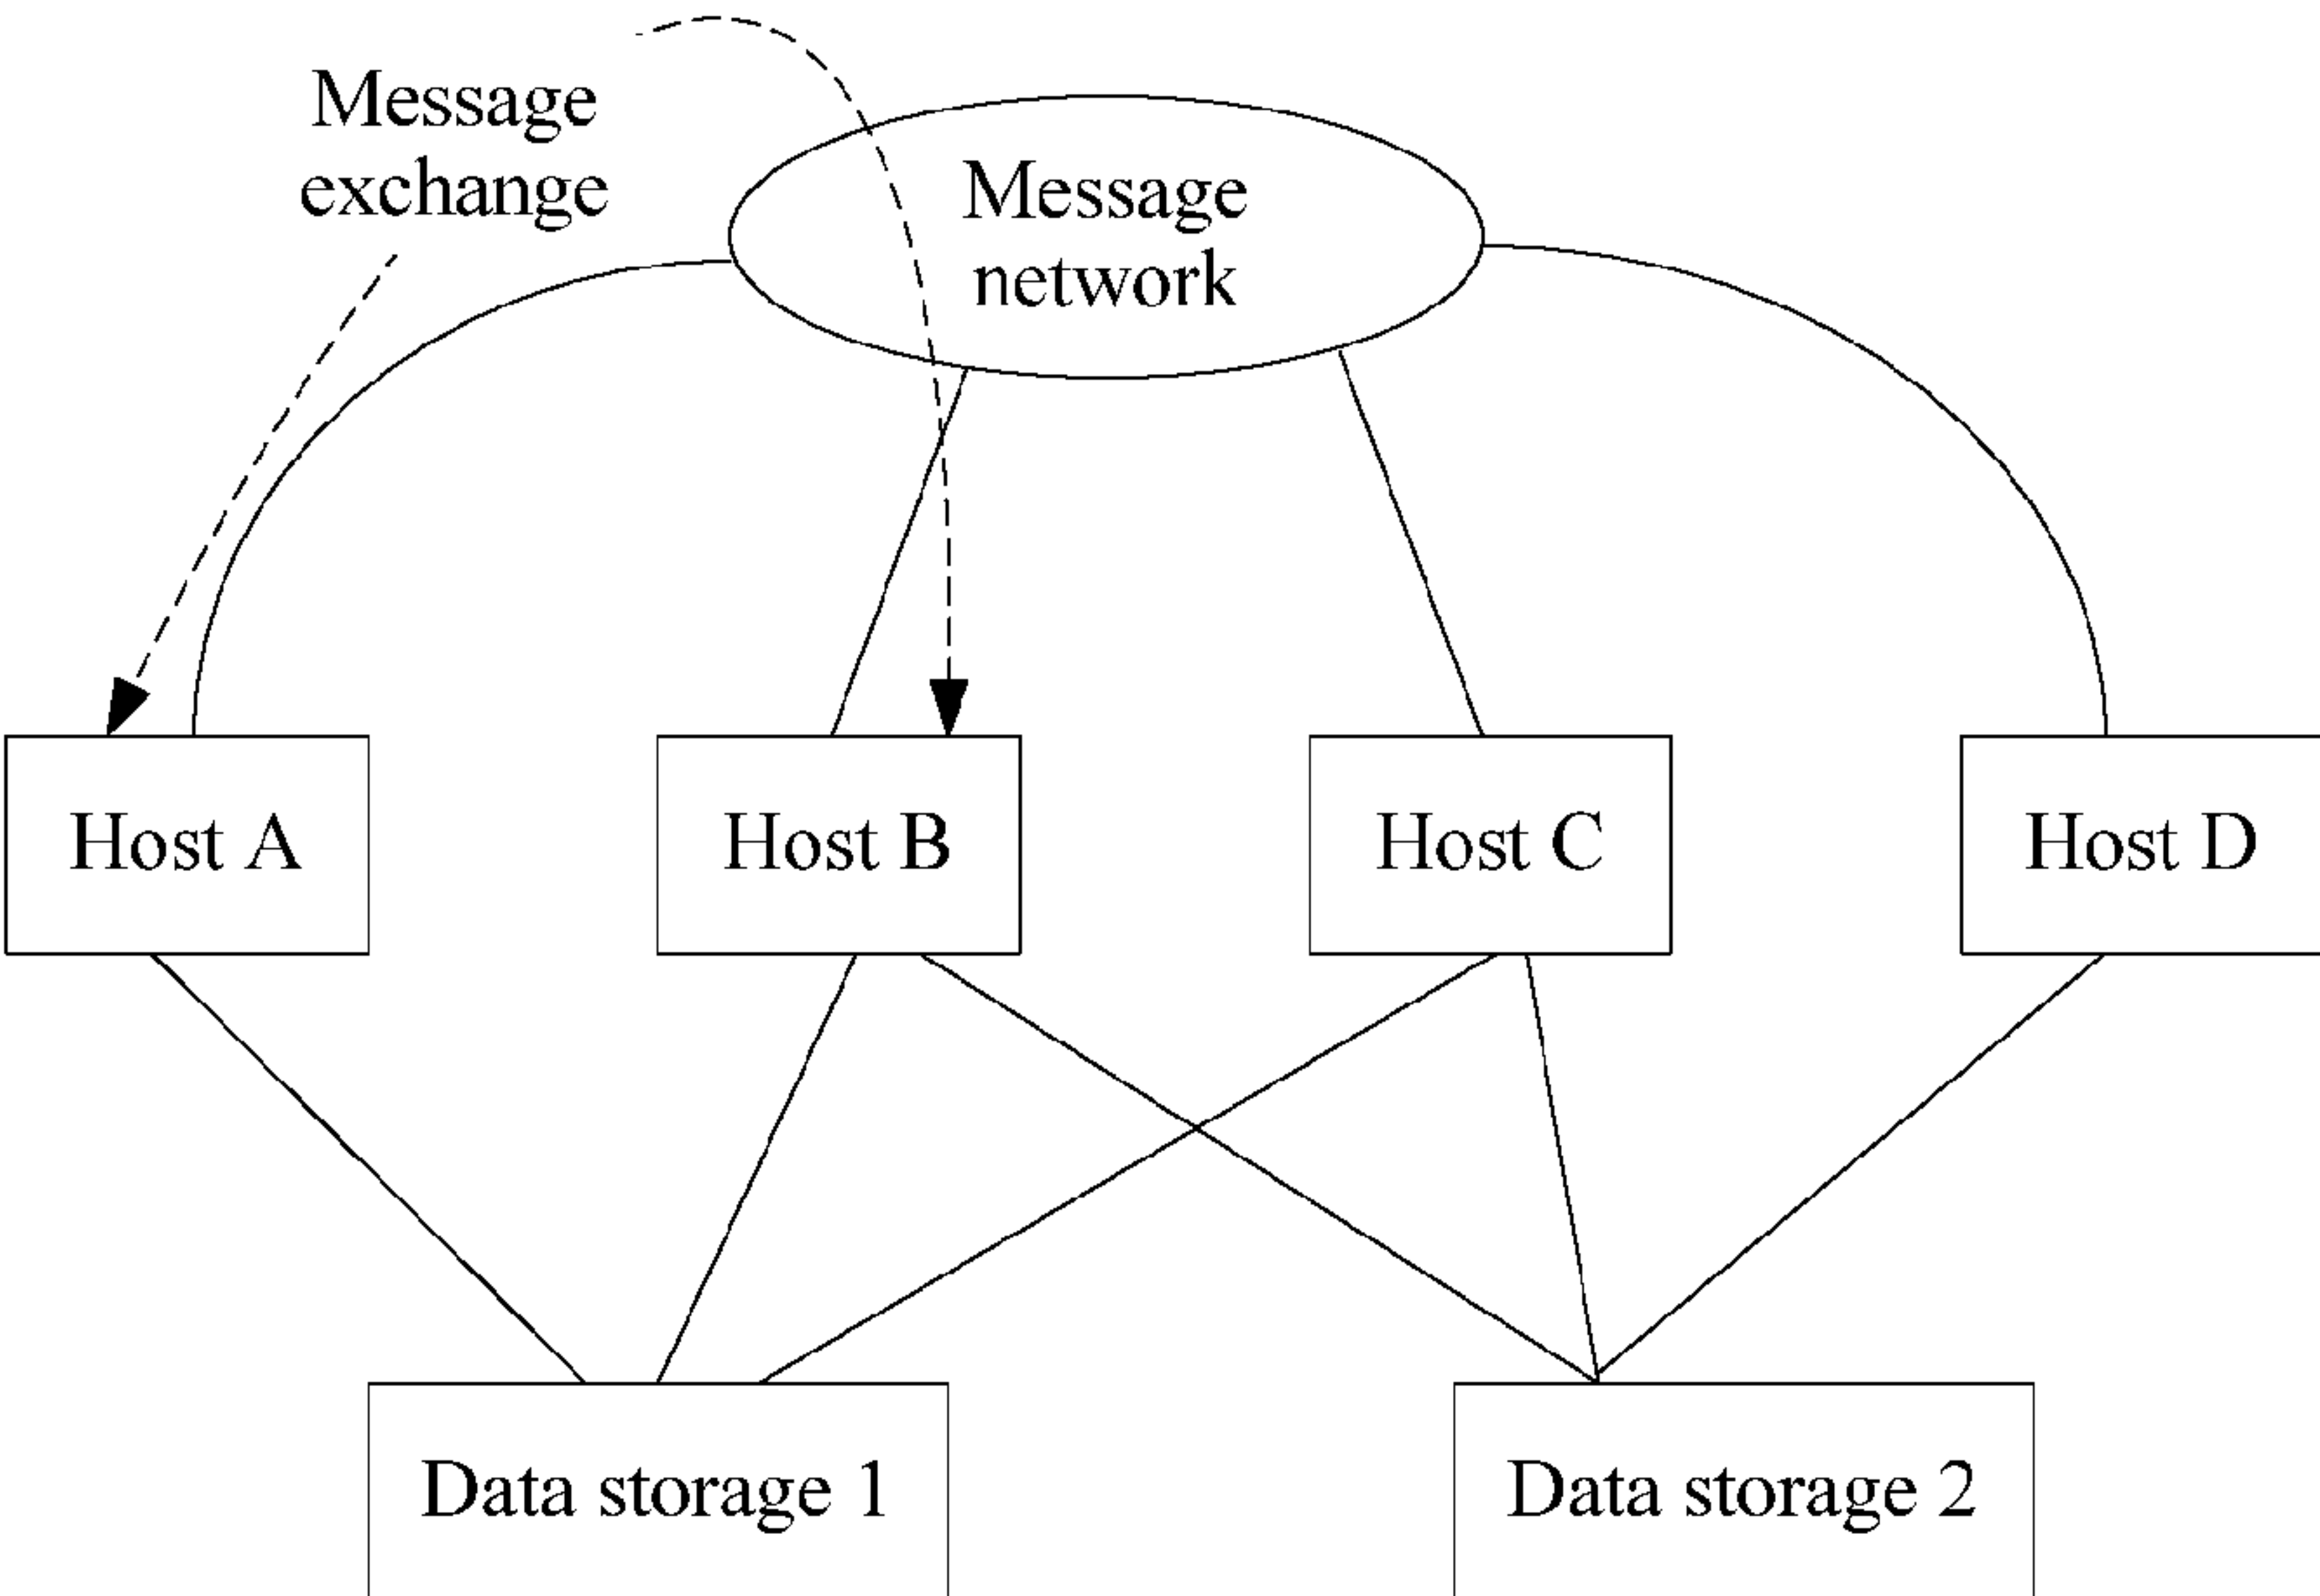 Message
exchange
Message
network
Host A
Host B
Host C
Host D
Data storage 1
Data storage 2